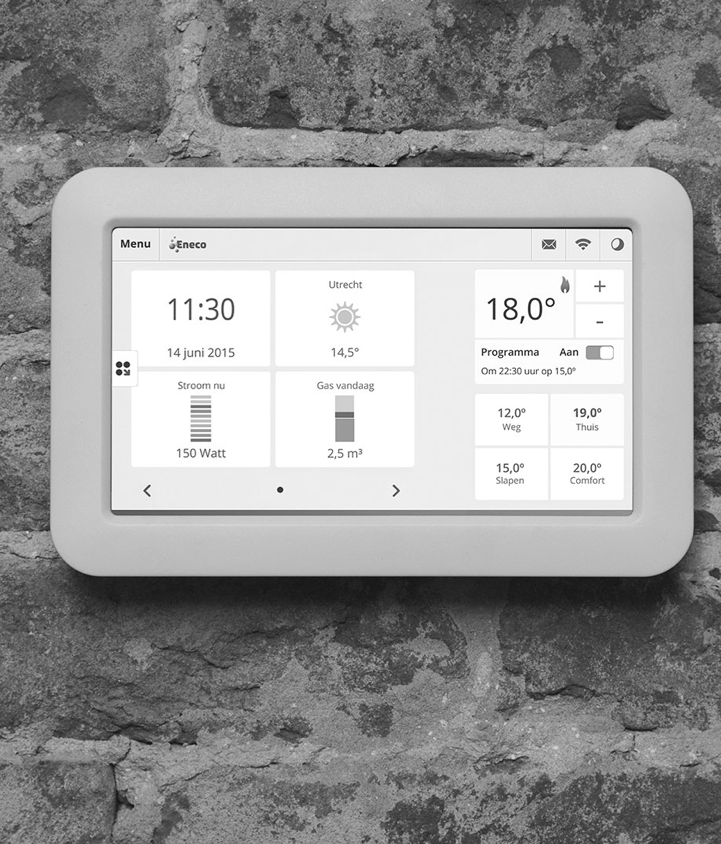 Menu
Eneco
11:30
14 juni 2015
Utrecht
14,5°
Stroom nu
150 Watt
Gas vandaag
2,5 m³
18,0°
+
-
Programma Aan
Om 22:30 uur op 15,0°
12,0°
Weg
19,0°
Thuis
15,0°
Slapen
20,0°
Comfort